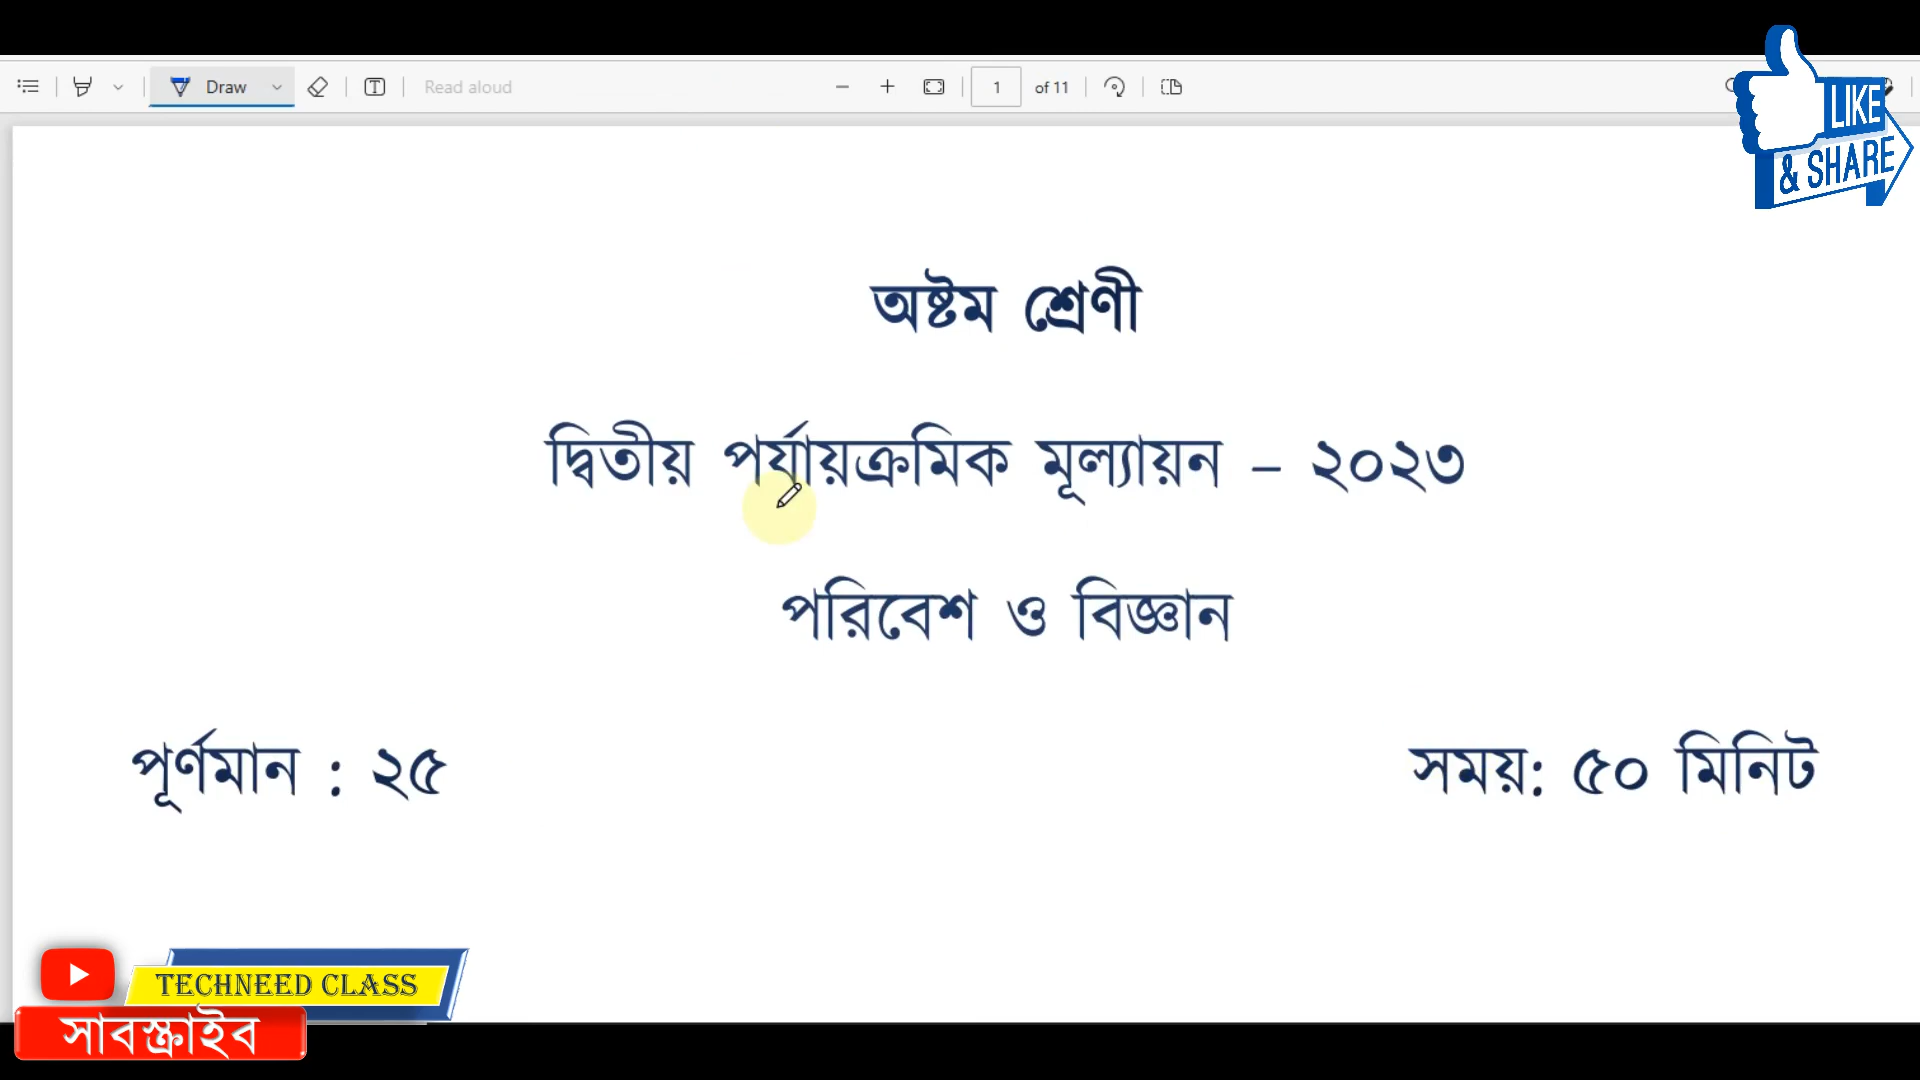 Draw
Read aloud
1 of 11
LIKE
& SHARE
অষ্টম শ্রেণী
দ্বিতীয় পর্যায়ক্রমিক মূল্যায়ন – ২০২৩
পরিবেশ ও বিজ্ঞান
পূর্ণমান : ২৫
সময়: ৫০ মিনিট
TECHNEED CLASS
সাবস্ক্রাইব